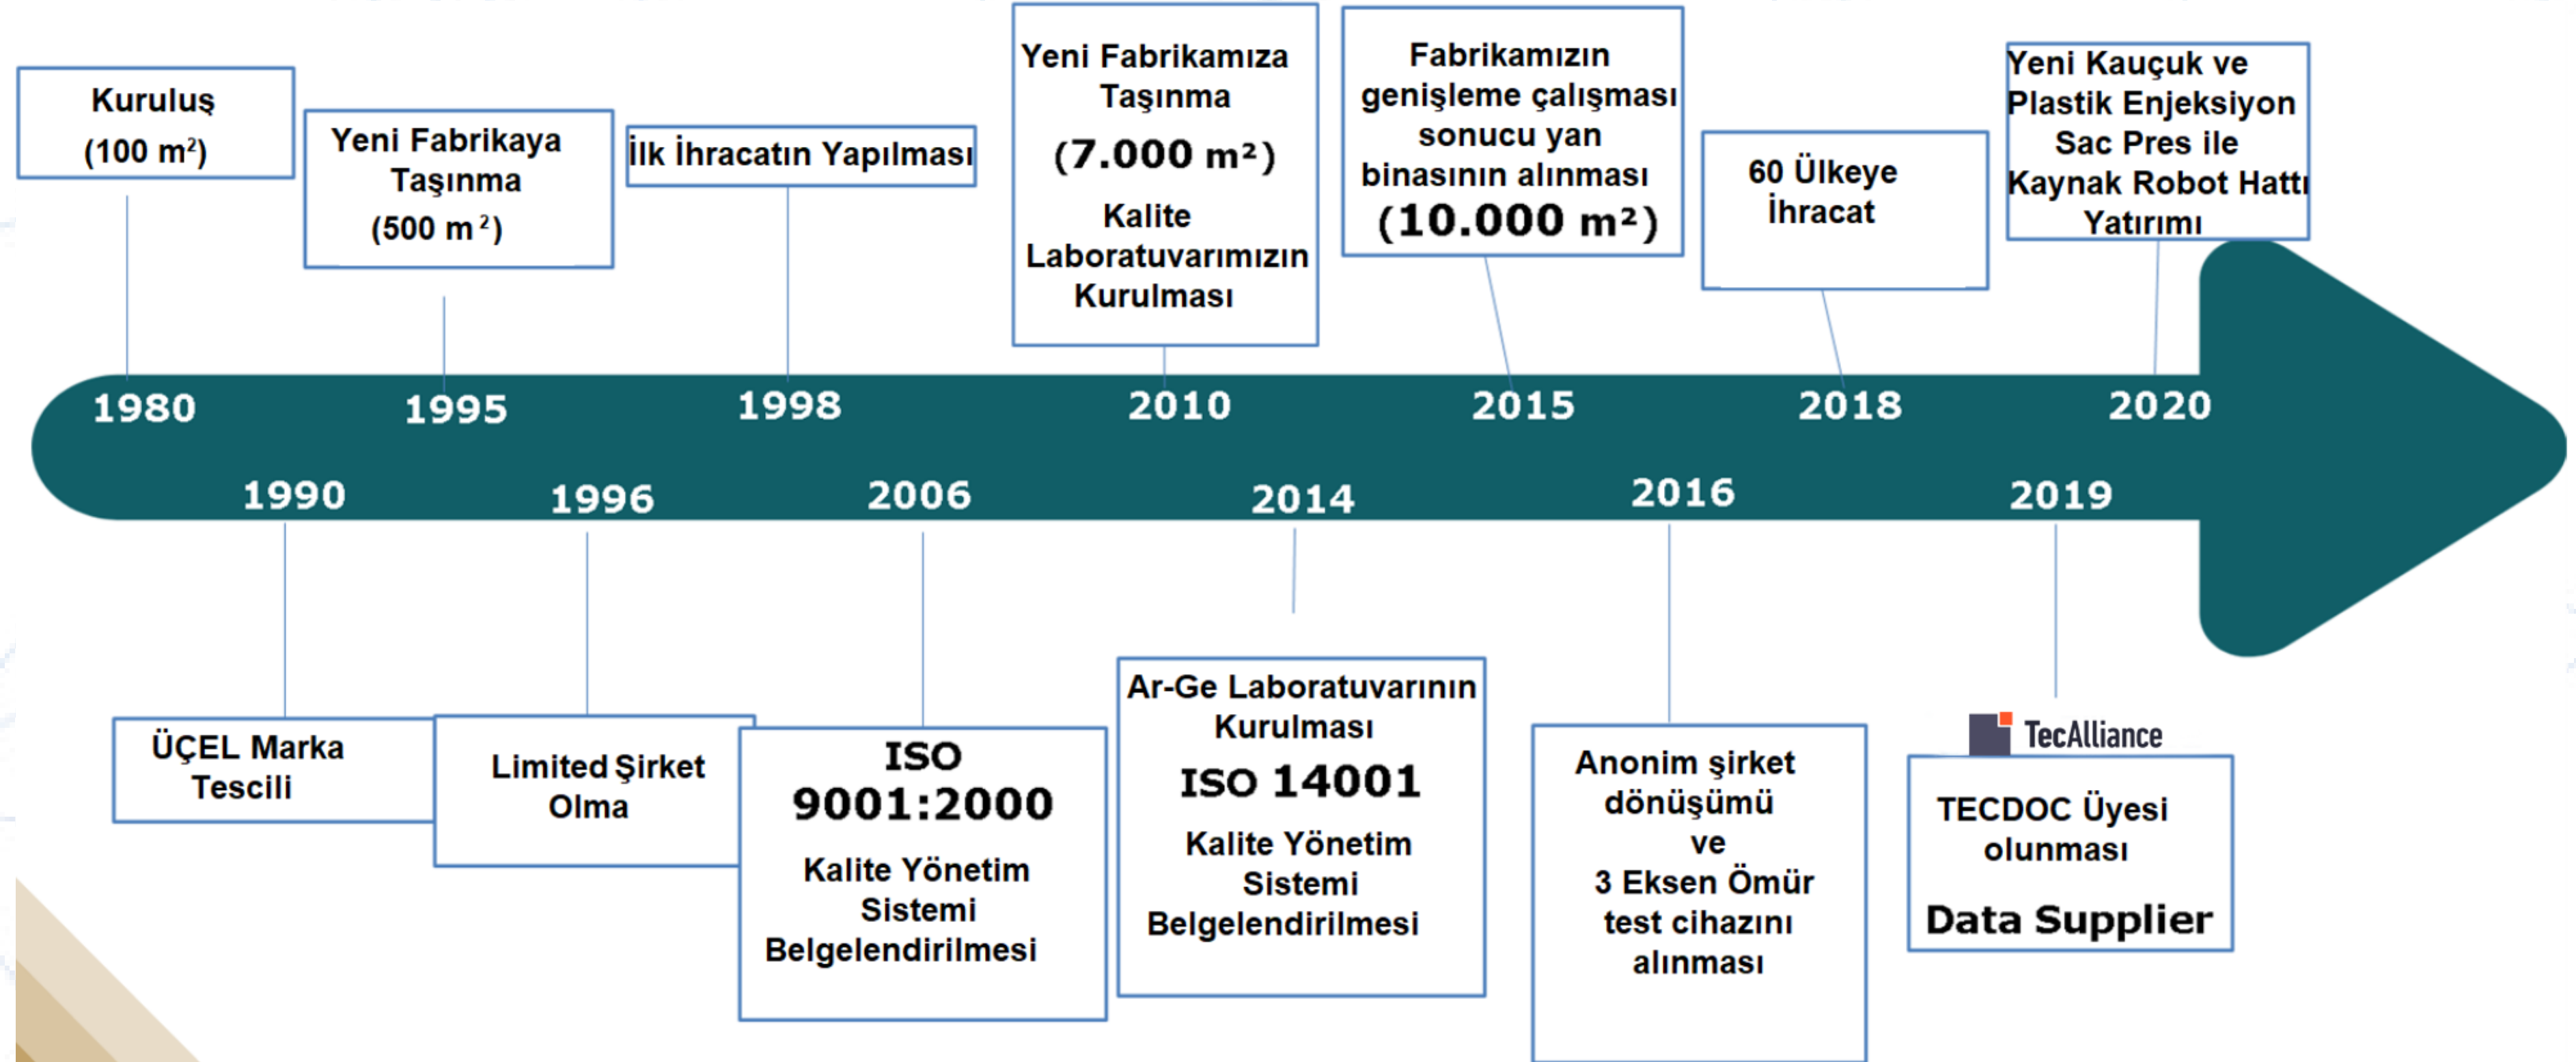 Kuruluş
(100 m²)
Yeni Fabrikaya
Taşınma
(500 m²)
İlk İhracatın Yapılması
Yeni Fabrikamıza
Taşınma
(7.000 m²)
Kalite
Laboratuvarımızın
Kurulması
Fabrikamızın
genişleme çalışması
sonucu yan
binasının alınması
(10.000 m²)
60 Ülkeye
İhracat
Yeni Kauçuk ve
Plastik Enjeksiyon
Sac Pres ile
Kaynak Robot Hattı
Yatırımı
1980
1995
1998
2010
2015
2018
2020
1990
1996
2006
2014
2016
2019
ÜÇEL Marka
Tescili
Limited Şirket
Olma
ISO
9001:2000
Kalite Yönetim
Sistemi
Belgelendirilmesi
Ar-Ge Laboratuvarının
Kurulması
ISO 14001
Kalite Yönetim
Sistemi
Belgelendirilmesi
Anonim şirket
dönüşümü
ve
3 Eksen Ömür
test cihazını
alınması
TecAlliance
TECDOC Üyesi
olunması
Data Supplier